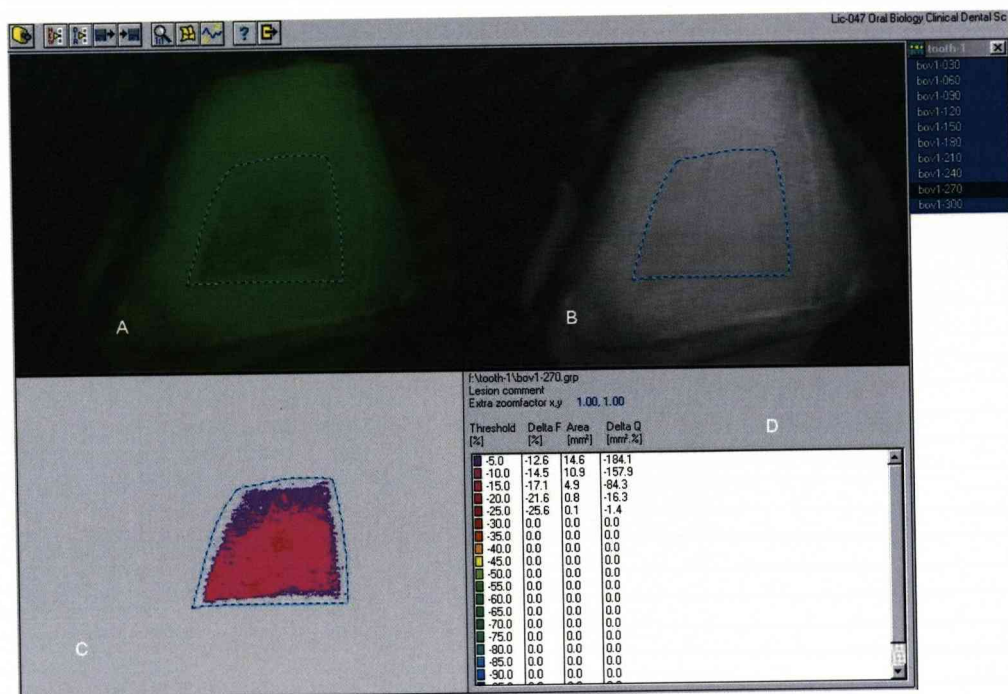 Lic-047 Oral Biology Clinical Dental Sc
tooth-1
bov1-030
bov1-060
bov1-090
bov1-120
bov1-150
bov1-180
bov1-210
bov1-240
bov1-270
bov1-300
A
B
C
f:\tooth-1\bov1-270.grp
Lesion comment
Extra zoomfactor x,y 1.00, 1.00
D
Threshold Delta F Area Delta Q
[%] [%] [mm²] [mm².%]
-5.0 -12.6 14.6 -184.1
-10.0 -14.5 10.9 -157.9
-15.0 -17.1 4.9 -84.3
-20.0 -21.6 0.8 -16.3
-25.0 -25.6 0.1 -1.4
-30.0 0.0 0.0 0.0
-35.0 0.0 0.0 0.0
-40.0 0.0 0.0 0.0
-45.0 0.0 0.0 0.0
-50.0 0.0 0.0 0.0
-55.0 0.0 0.0 0.0
-60.0 0.0 0.0 0.0
-65.0 0.0 0.0 0.0
-70.0 0.0 0.0 0.0
-75.0 0.0 0.0 0.0
-80.0 0.0 0.0 0.0
-85.0 0.0 0.0 0.0
-90.0 0.0 0.0 0.0